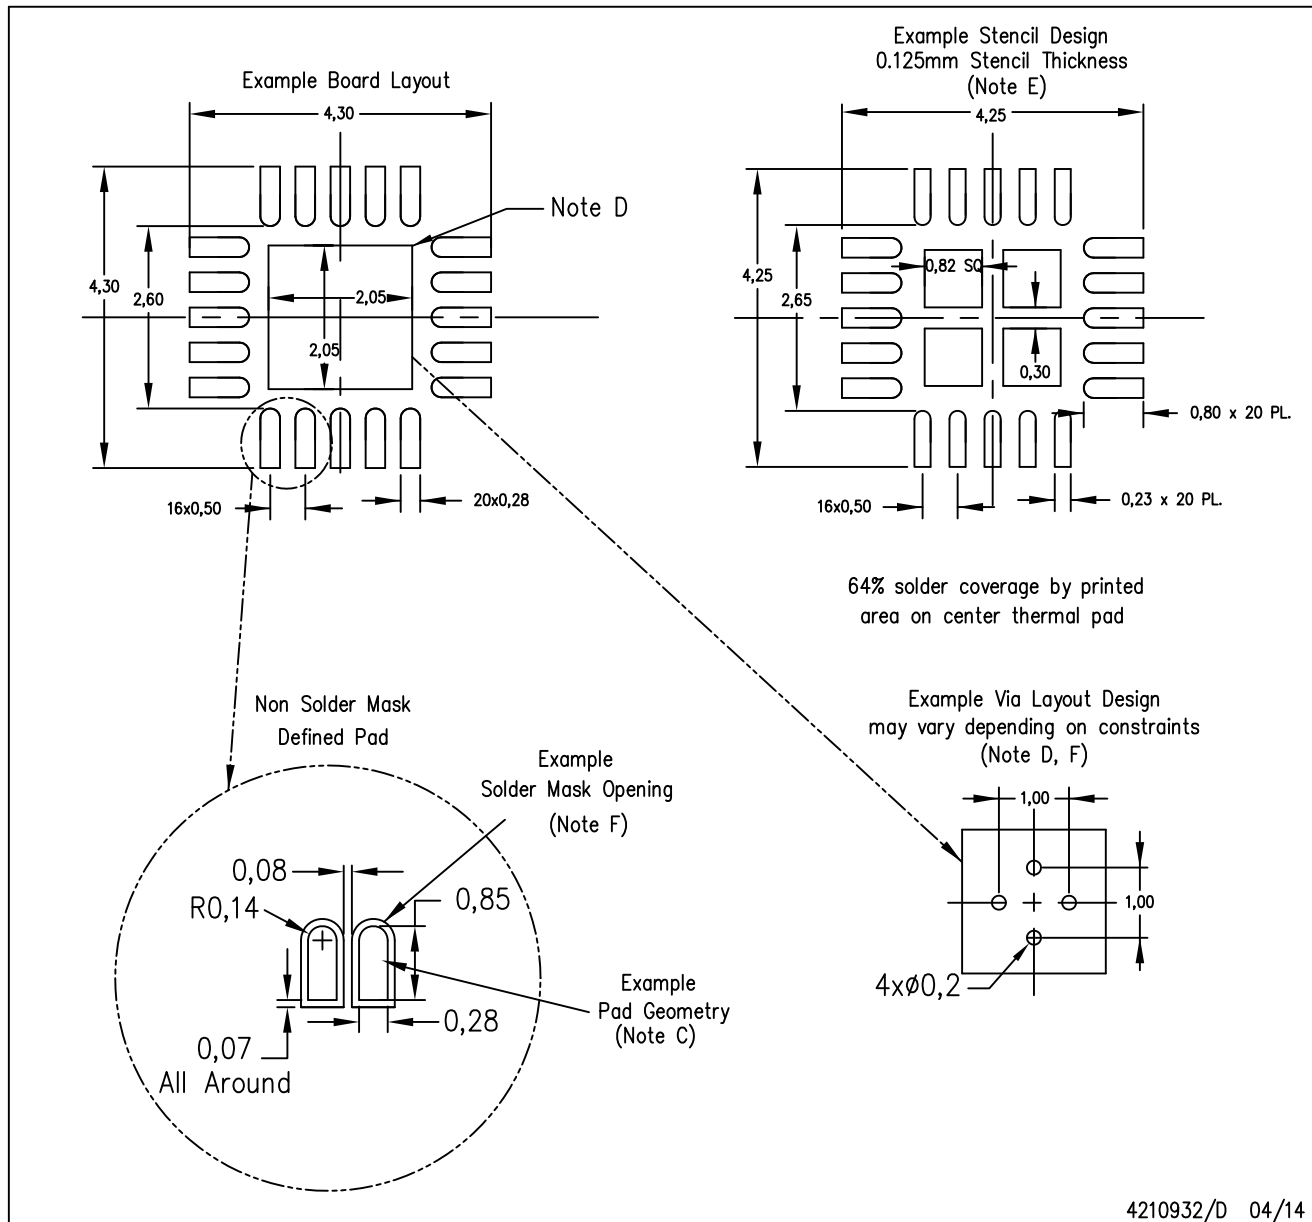 Example Board Layout
4,30
4,30
2,60
2,05
2,05
Note D
16x0,50
20x0,28
Example Stencil Design
0.125mm Stencil Thickness
(Note E)
4,25
4,25
2,65
0,82 SQ
0,30
0,80 x 20 PL.
16x0,50
0,23 x 20 PL.
64% solder coverage by printed
area on center thermal pad
Non Solder Mask
Defined Pad
Example
Solder Mask Opening
(Note F)
0,08
R0,14
0,85
0,28
0,07
All Around
Example
Pad Geometry
(Note C)
Example Via Layout Design
may vary depending on constraints
(Note D, F)
1,00
1,00
4xø0,2
4210932/D 04/14